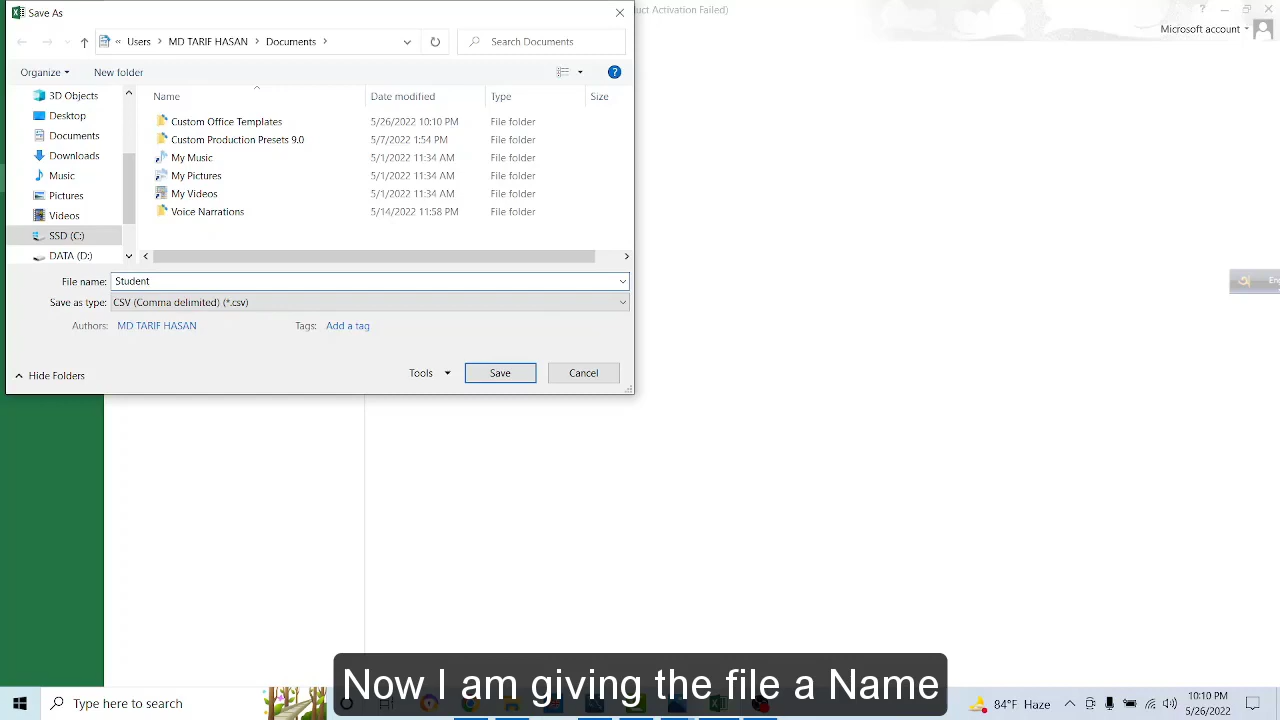 Save As
uct Activation Failed)
Microsoft account
« Users > MD TARIF HASAN > Documents >
Search Documents
Organize
New folder
Name
Date modified
Type
Size
3D Objects
Desktop
Documents
Downloads
Music
Pictures
Videos
SSD (C:)
DATA (D:)
Custom Office Templates 5/26/2022 10:10 PM File folder
Custom Production Presets 9.0 5/7/2022 1:54 PM File folder
My Music 5/1/2022 11:34 AM File folder
My Pictures 5/1/2022 11:34 AM File folder
My Videos 5/1/2022 11:34 AM File folder
Voice Narrations 5/14/2022 11:58 PM File folder
File name: Student
Save as type: CSV (Comma delimited) (*.csv)
Authors: MD TARIF HASAN Tags: Add a tag
Hide Folders
Tools
Save
Cancel
অ
En
Now I am giving the file a Name
Type here to search
84°F Haze
10:10 PM
5/26/2022